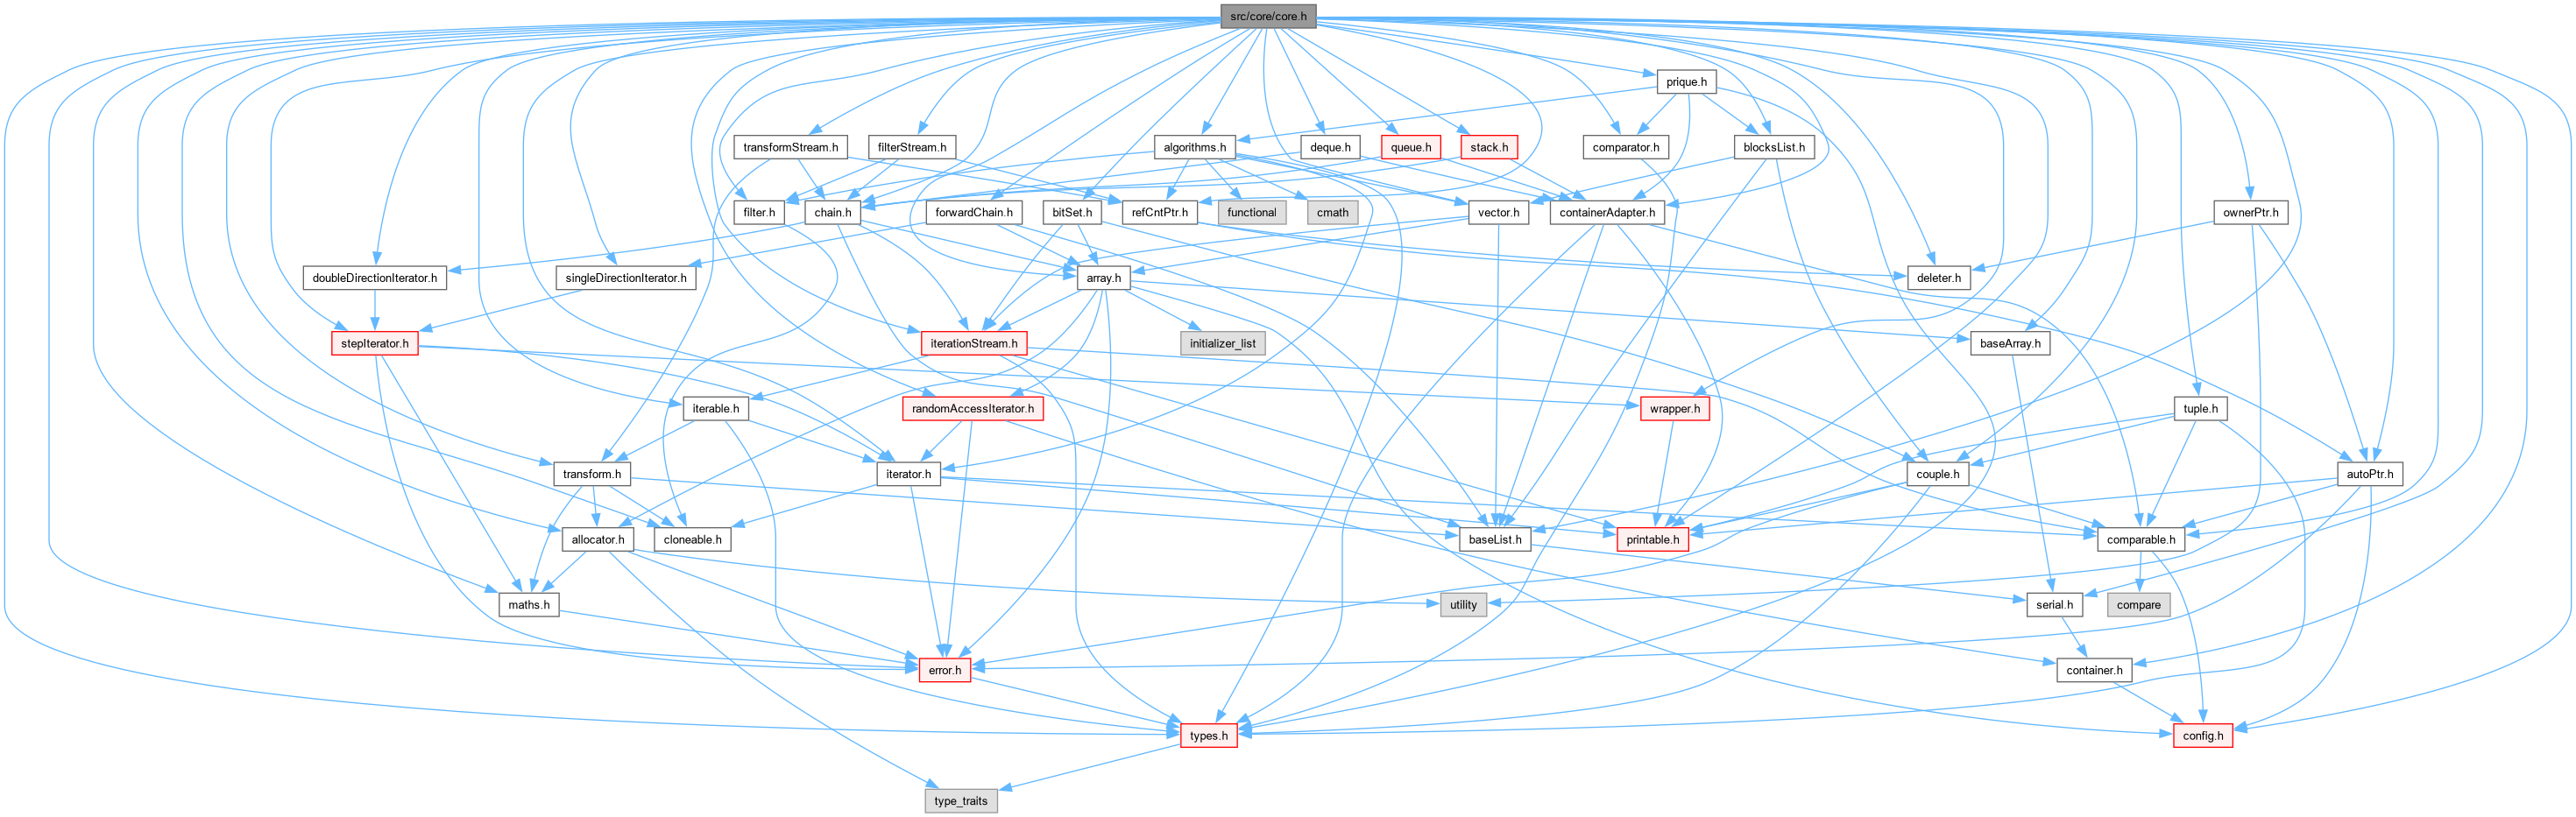 src/core/core.h
prique.h
transformStream.h
filterStream.h
algorithms.h
deque.h
queue.h
stack.h
comparator.h
blocksList.h
filter.h
chain.h
forwardChain.h
bitSet.h
refCntPtr.h
functional
cmath
vector.h
containerAdapter.h
ownerPtr.h
doubleDirectionIterator.h
singleDirectionIterator.h
array.h
deleter.h
stepIterator.h
iterationStream.h
initializer_list
baseArray.h
iterable.h
randomAccessIterator.h
wrapper.h
tuple.h
transform.h
iterator.h
couple.h
autoPtr.h
allocator.h
cloneable.h
baseList.h
printable.h
comparable.h
maths.h
utility
serial.h
compare
error.h
container.h
types.h
config.h
type_traits